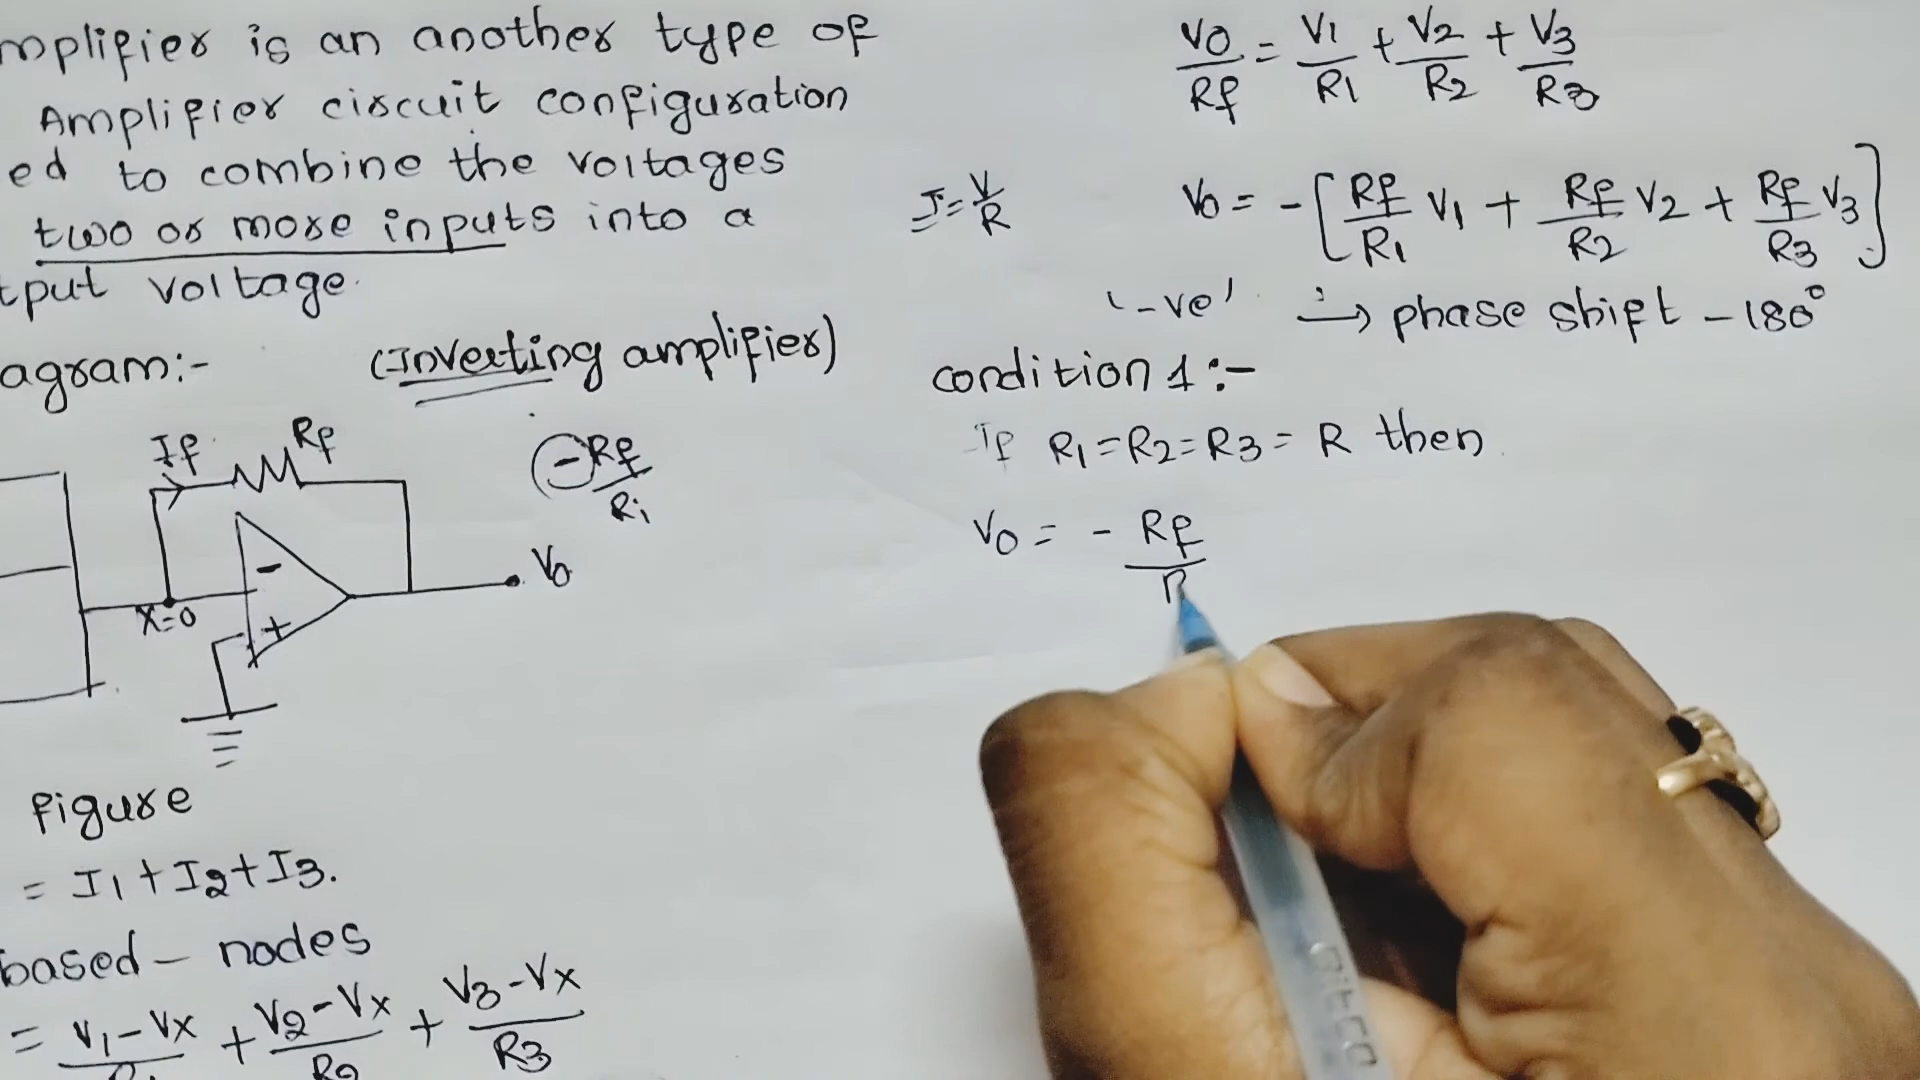 mplifier is an another type of
Amplifier circuit configuration
ed to combine the voltages
two or more inputs into a
tput voltage.
agram:- (Inverting amplifier)
If Rf
-Rf/Ri
-
+
X=0
Vo
figure
= I1+I2+I3.
based - nodes
= V1-Vx + V2-Vx/R2 + V3-Vx/R3
Vo/Rf = V1/R1 + V2/R2 + V3/R3
I=V/R
Vo = -[Rf/R1 V1 + Rf/R2 V2 + Rf/R3 V3]
'-ve' → phase shift - 180°
condition 1:-
If R1=R2=R3=R then
Vo = - Rf/R